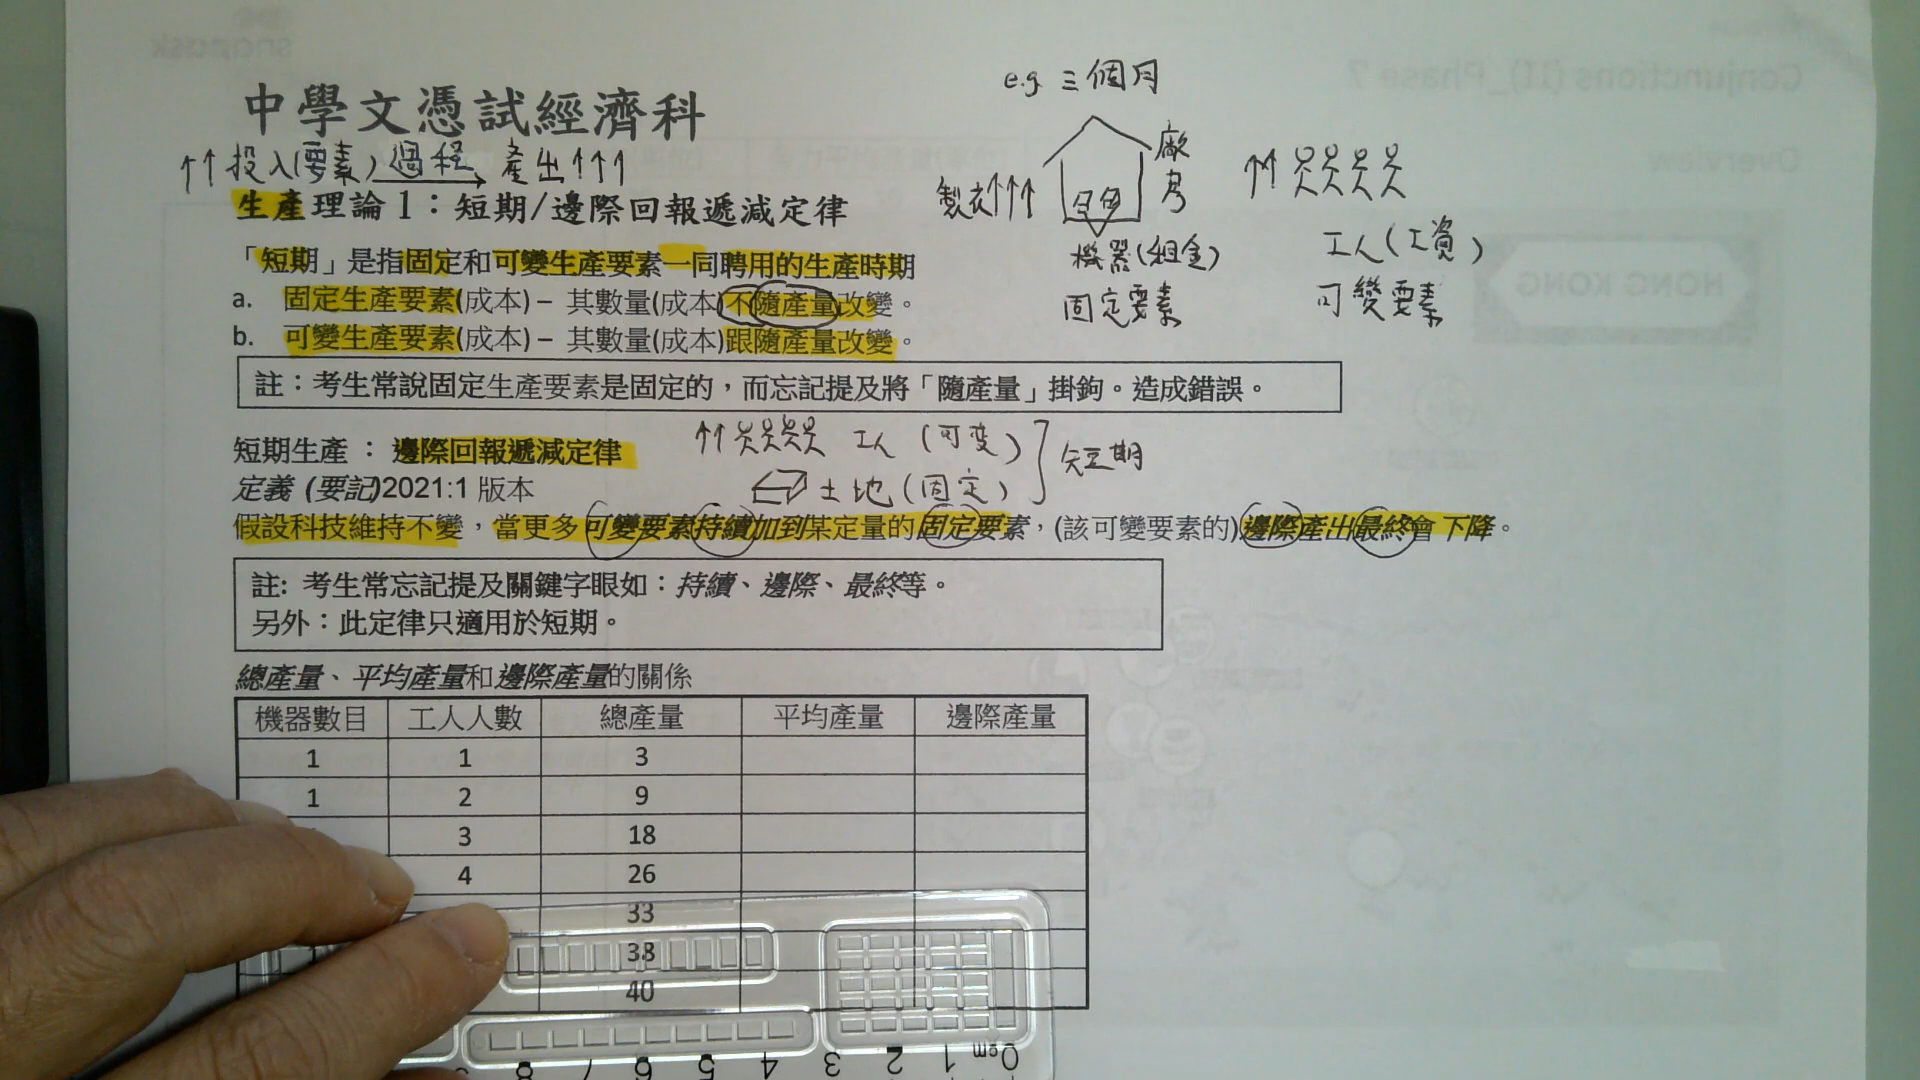 e.g 三個月
中學文憑試經濟科
↑↑投入(要素) 過程→ 產出↑↑↑
製衣↑↑↑
廠房
↑↑
生產理論1：短期/邊際回報遞減定律
機器(租金)
工人(工資)
固定要素
可變要素
「短期」是指固定和可變生產要素一同聘用的生產時期
a. 固定生產要素(成本) – 其數量(成本)不隨產量改變。
b. 可變生產要素(成本) – 其數量(成本)跟隨產量改變。
註：考生常說固定生產要素是固定的，而忘記提及將「隨產量」掛鉤。造成錯誤。
↑↑ 工人 (可变)
土地(固定)
短期
短期生產： 邊際回報遞減定律
定義 (要記)2021:1 版本
假設科技維持不變，當更多可變要素持續加到某定量的固定要素，(該可變要素的)邊際產出最終會下降。
註: 考生常忘記提及關鍵字眼如：持續、邊際、最終等。
另外：此定律只適用於短期。
總產量、平均產量和邊際產量的關係
機器數目 工人人數 總產量 平均產量 邊際產量
1 1 3
1 2 9
3 18
4 26
33
38
40
8 7 6 5 4 3 2 1 0cm